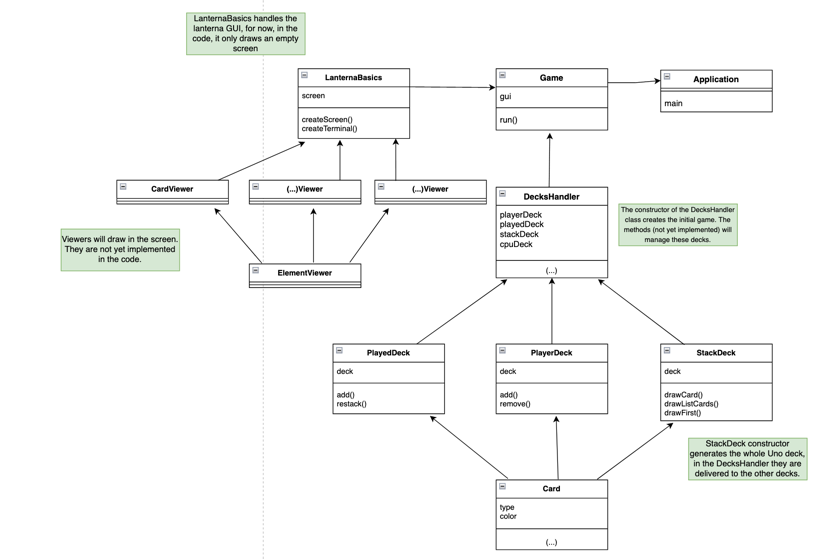 LanternaBasics handles the
lanterna GUI, for now, in the
code, it only draws an empty
screen
LanternaBasics
screen
createScreen()
createTerminal()
Game
gui
run()
Application
main
CardViewer
(...)Viewer
(...)Viewer
DecksHandler
playerDeck
playedDeck
stackDeck
cpuDeck
(...)
The constructor of the DecksHandler
class creates the initial game. The
methods (not yet implemented) will
manage these decks.
Viewers will draw in the screen.
They are not yet implemented
in the code.
ElementViewer
PlayedDeck
deck
add()
restack()
PlayerDeck
deck
add()
remove()
StackDeck
deck
drawCard()
drawListCards()
drawFirst()
StackDeck constructor
generates the whole Uno deck,
in the DecksHandler they are
delivered to the other decks.
Card
type
color
(...)